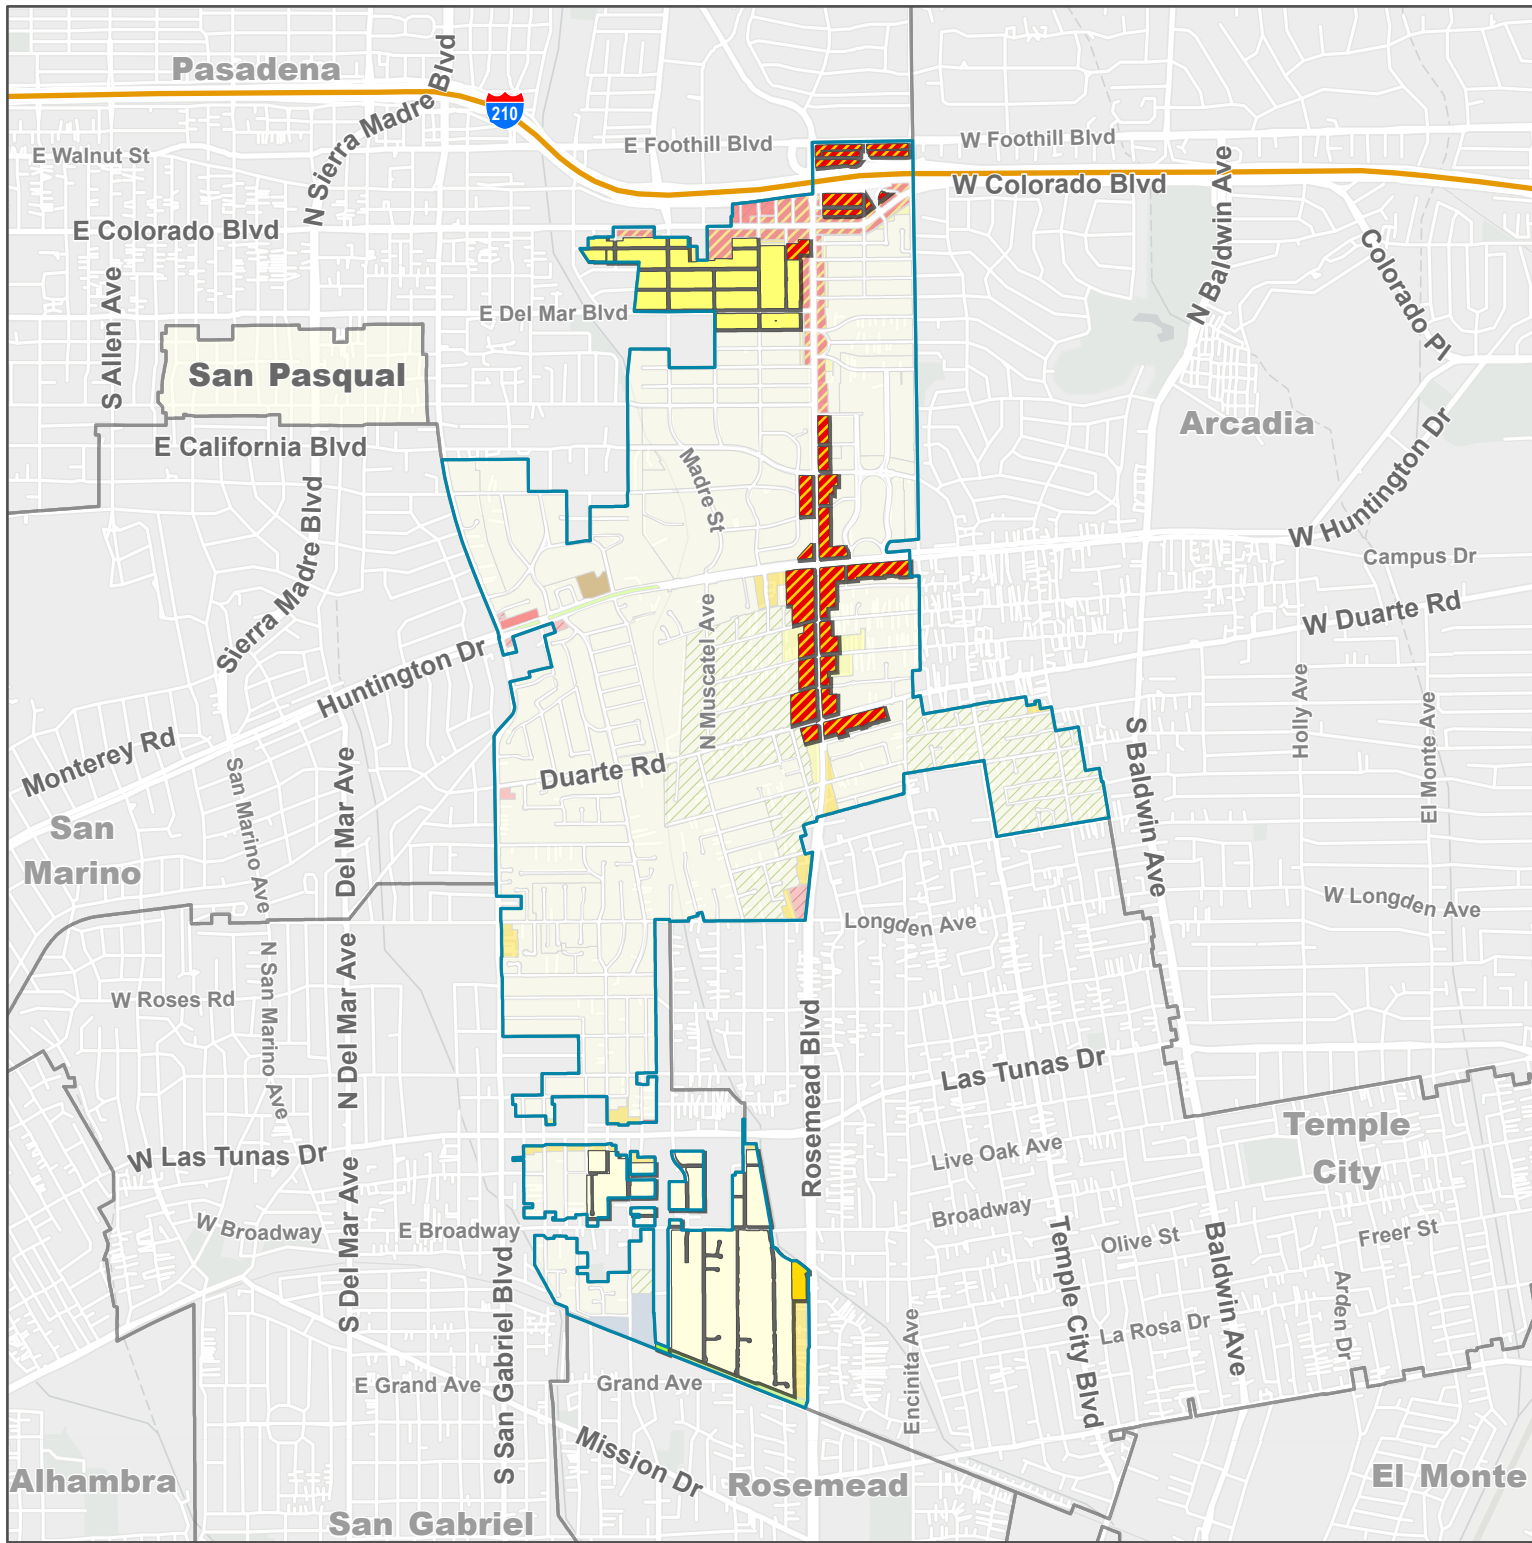 Pasadena
210
N Sierra Madre Blvd
E Foothill Blvd
W Foothill Blvd
E Walnut St
W Colorado Blvd
E Colorado Blvd
N Baldwin Ave
Colorado Pl
S Allen Ave
E Del Mar Blvd
San Pasqual
E California Blvd
Arcadia
Madre St
W Huntington Dr
Sierra Madre Blvd
Campus Dr
W Duarte Rd
N Muscatel Ave
Huntington Dr
Holly Ave
El Monte Ave
Monterey Rd
Duarte Rd
San Marino Ave
Del Mar Ave
S Baldwin Ave
San
Marino
W Longden Ave
Longden Ave
N San Marino Ave
N Del Mar Ave
W Roses Rd
Rosemead Blvd
Las Tunas Dr
Temple
City
W Las Tunas Dr
Live Oak Ave
Broadway
W Broadway
E Broadway
S Del Mar Ave
S San Gabriel Blvd
Temple City Blvd
Olive St
Freer St
Baldwin Ave
Arden Dr
La Rosa Dr
Encinita Ave
E Grand Ave
Grand Ave
Mission Dr
Alhambra
Rosemead
El Monte
San Gabriel